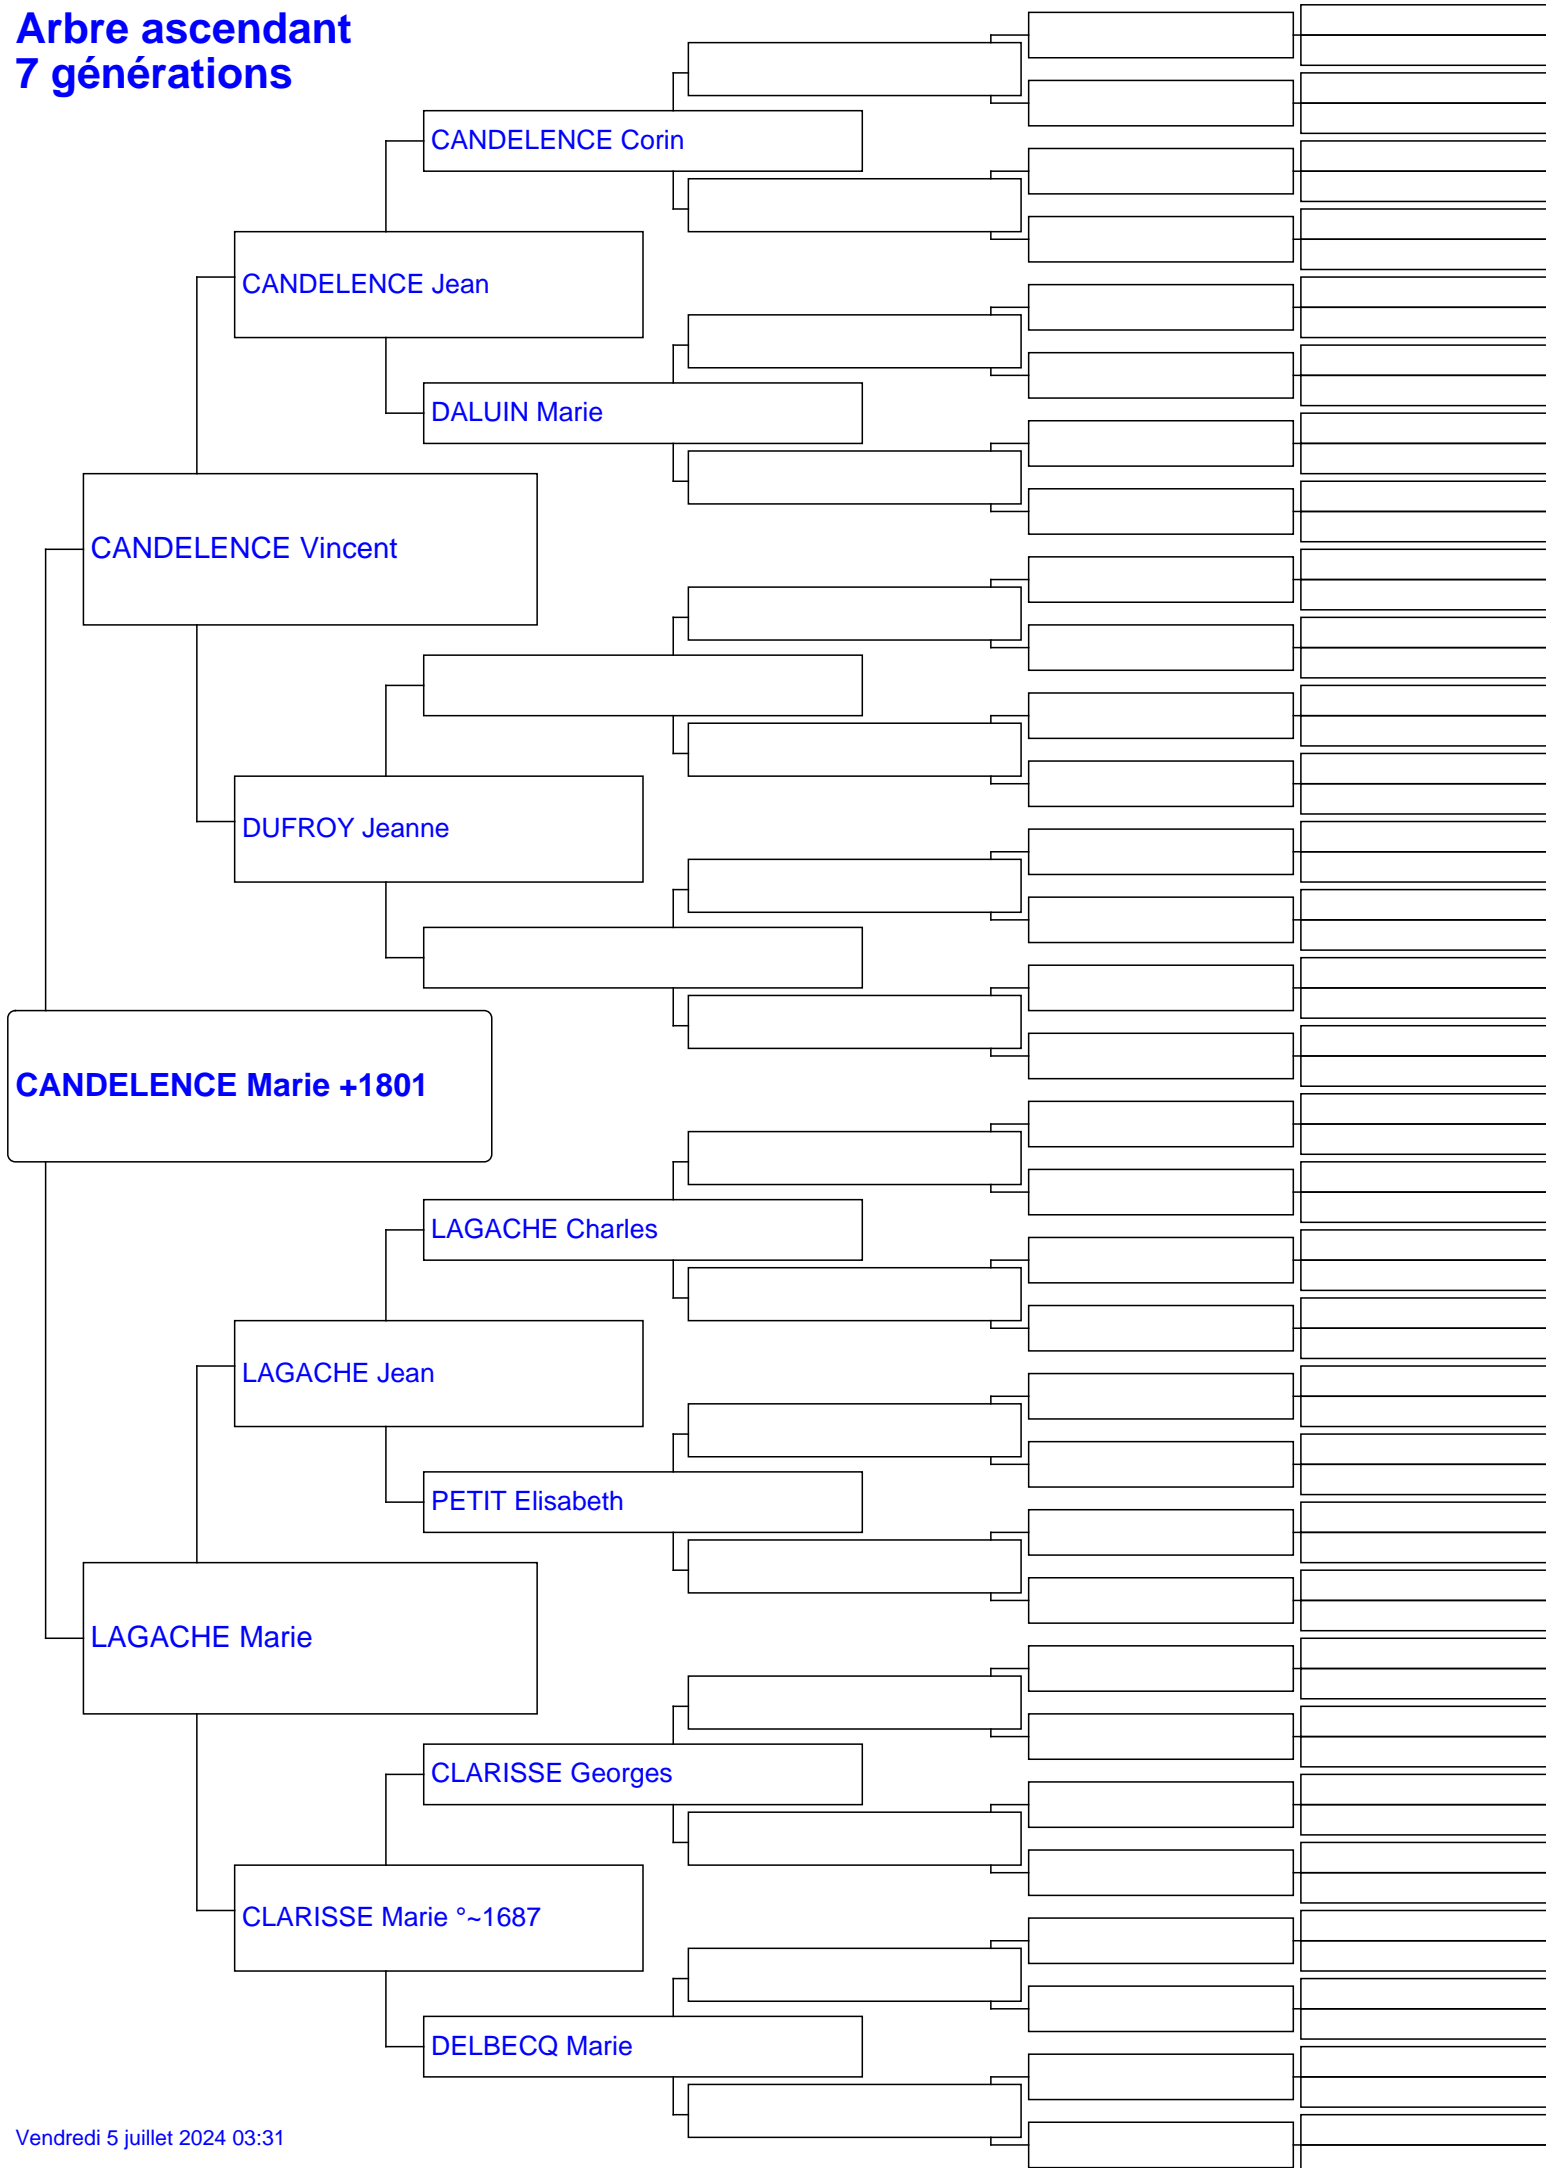 Arbre ascendant
7 générations
CANDELENCE Corin
CANDELENCE Jean
DALUIN Marie
CANDELENCE Vincent
DUFROY Jeanne
CANDELENCE Marie +1801
LAGACHE Charles
LAGACHE Jean
PETIT Elisabeth
LAGACHE Marie
CLARISSE Georges
CLARISSE Marie °~1687
DELBECQ Marie
Vendredi 5 juillet 2024 03:31